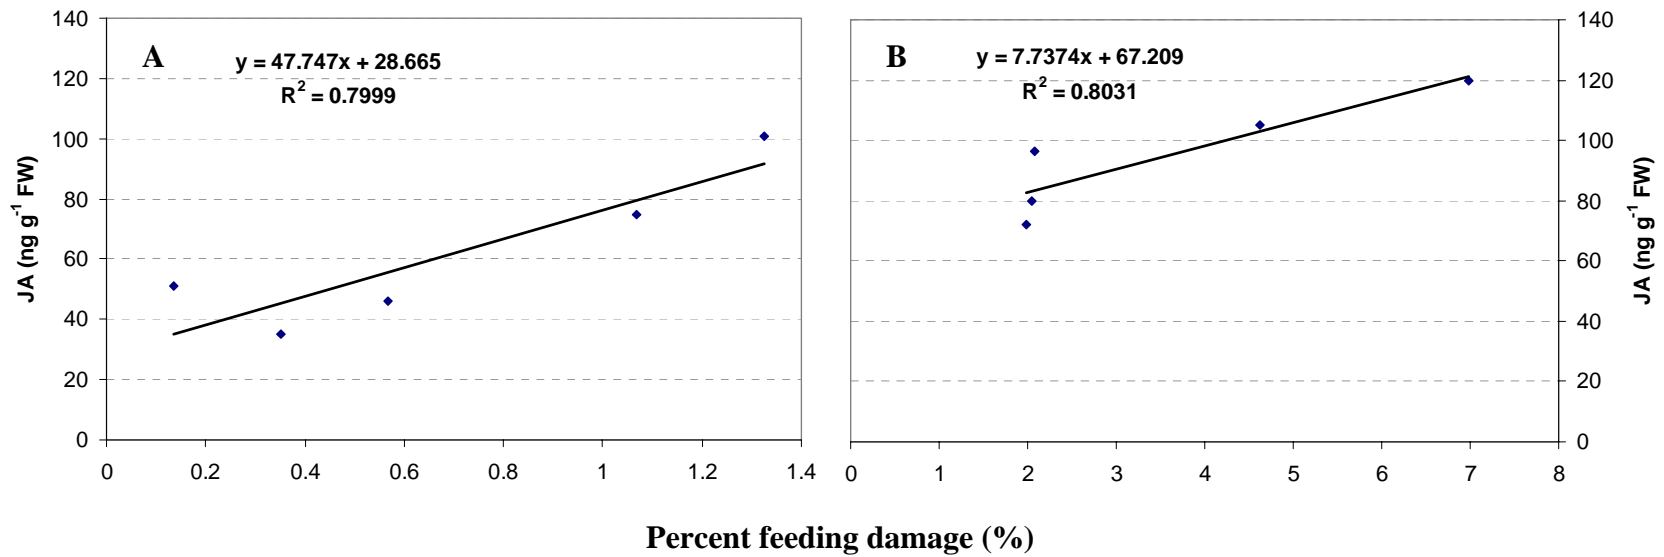 A
y = 47.747x + 28.665
R² = 0.7999
JA (ng g⁻¹ FW)
140
120
100
80
60
40
20
0
0 0.2 0.4 0.6 0.8 1 1.2 1.4
B
y = 7.7374x + 67.209
R² = 0.8031
140
120
100
80
60
40
20
0
JA (ng g⁻¹ FW)
0 1 2 3 4 5 6 7 8
Percent feeding damage (%)